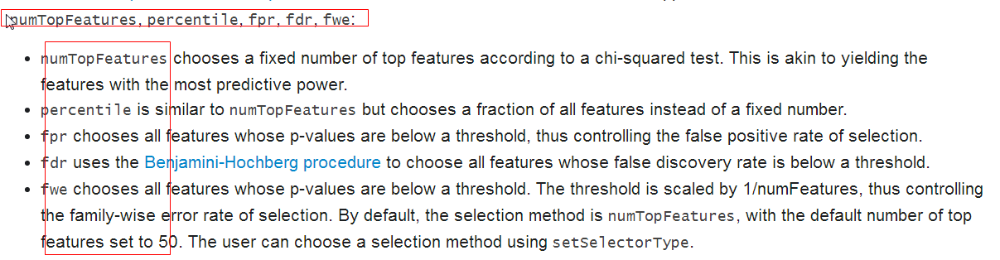 numTopFeatures, percentile, fpr, fdr, fwe:
• numTopFeatures chooses a fixed number of top features according to a chi-squared test. This is akin to yielding the
features with the most predictive power.
• percentile is similar to numTopFeatures but chooses a fraction of all features instead of a fixed number.
• fpr chooses all features whose p-values are below a threshold, thus controlling the false positive rate of selection.
• fdr uses the Benjamini-Hochberg procedure to choose all features whose false discovery rate is below a threshold.
• fwe chooses all features whose p-values are below a threshold. The threshold is scaled by 1/numFeatures, thus controlling
the family-wise error rate of selection. By default, the selection method is numTopFeatures, with the default number of top
features set to 50. The user can choose a selection method using setSelectorType.